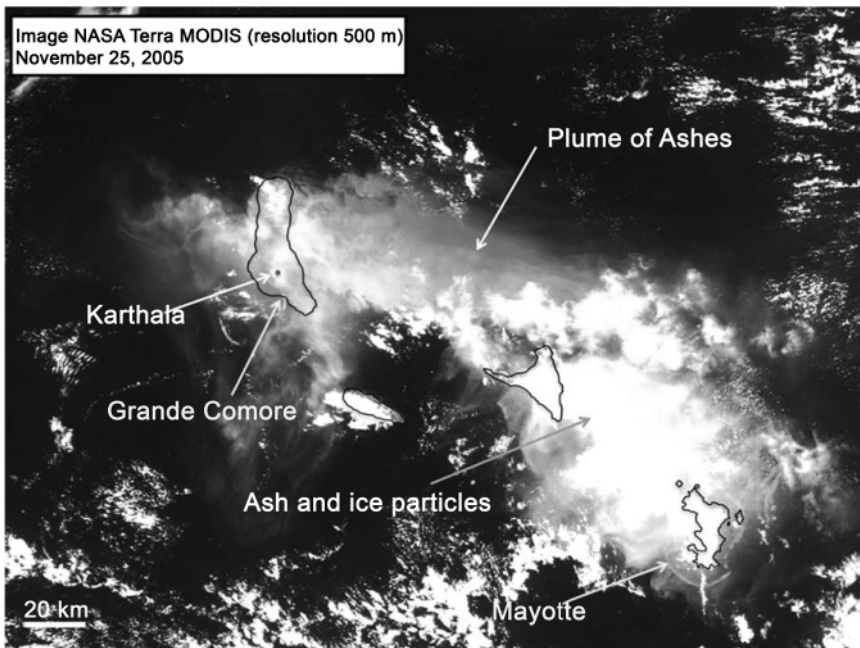 Image NASA Terra MODIS (resolution 500 m)
November 25, 2005
Plume of Ashes
Karthala
Grande Comore
Ash and ice particles
Mayotte
20 km